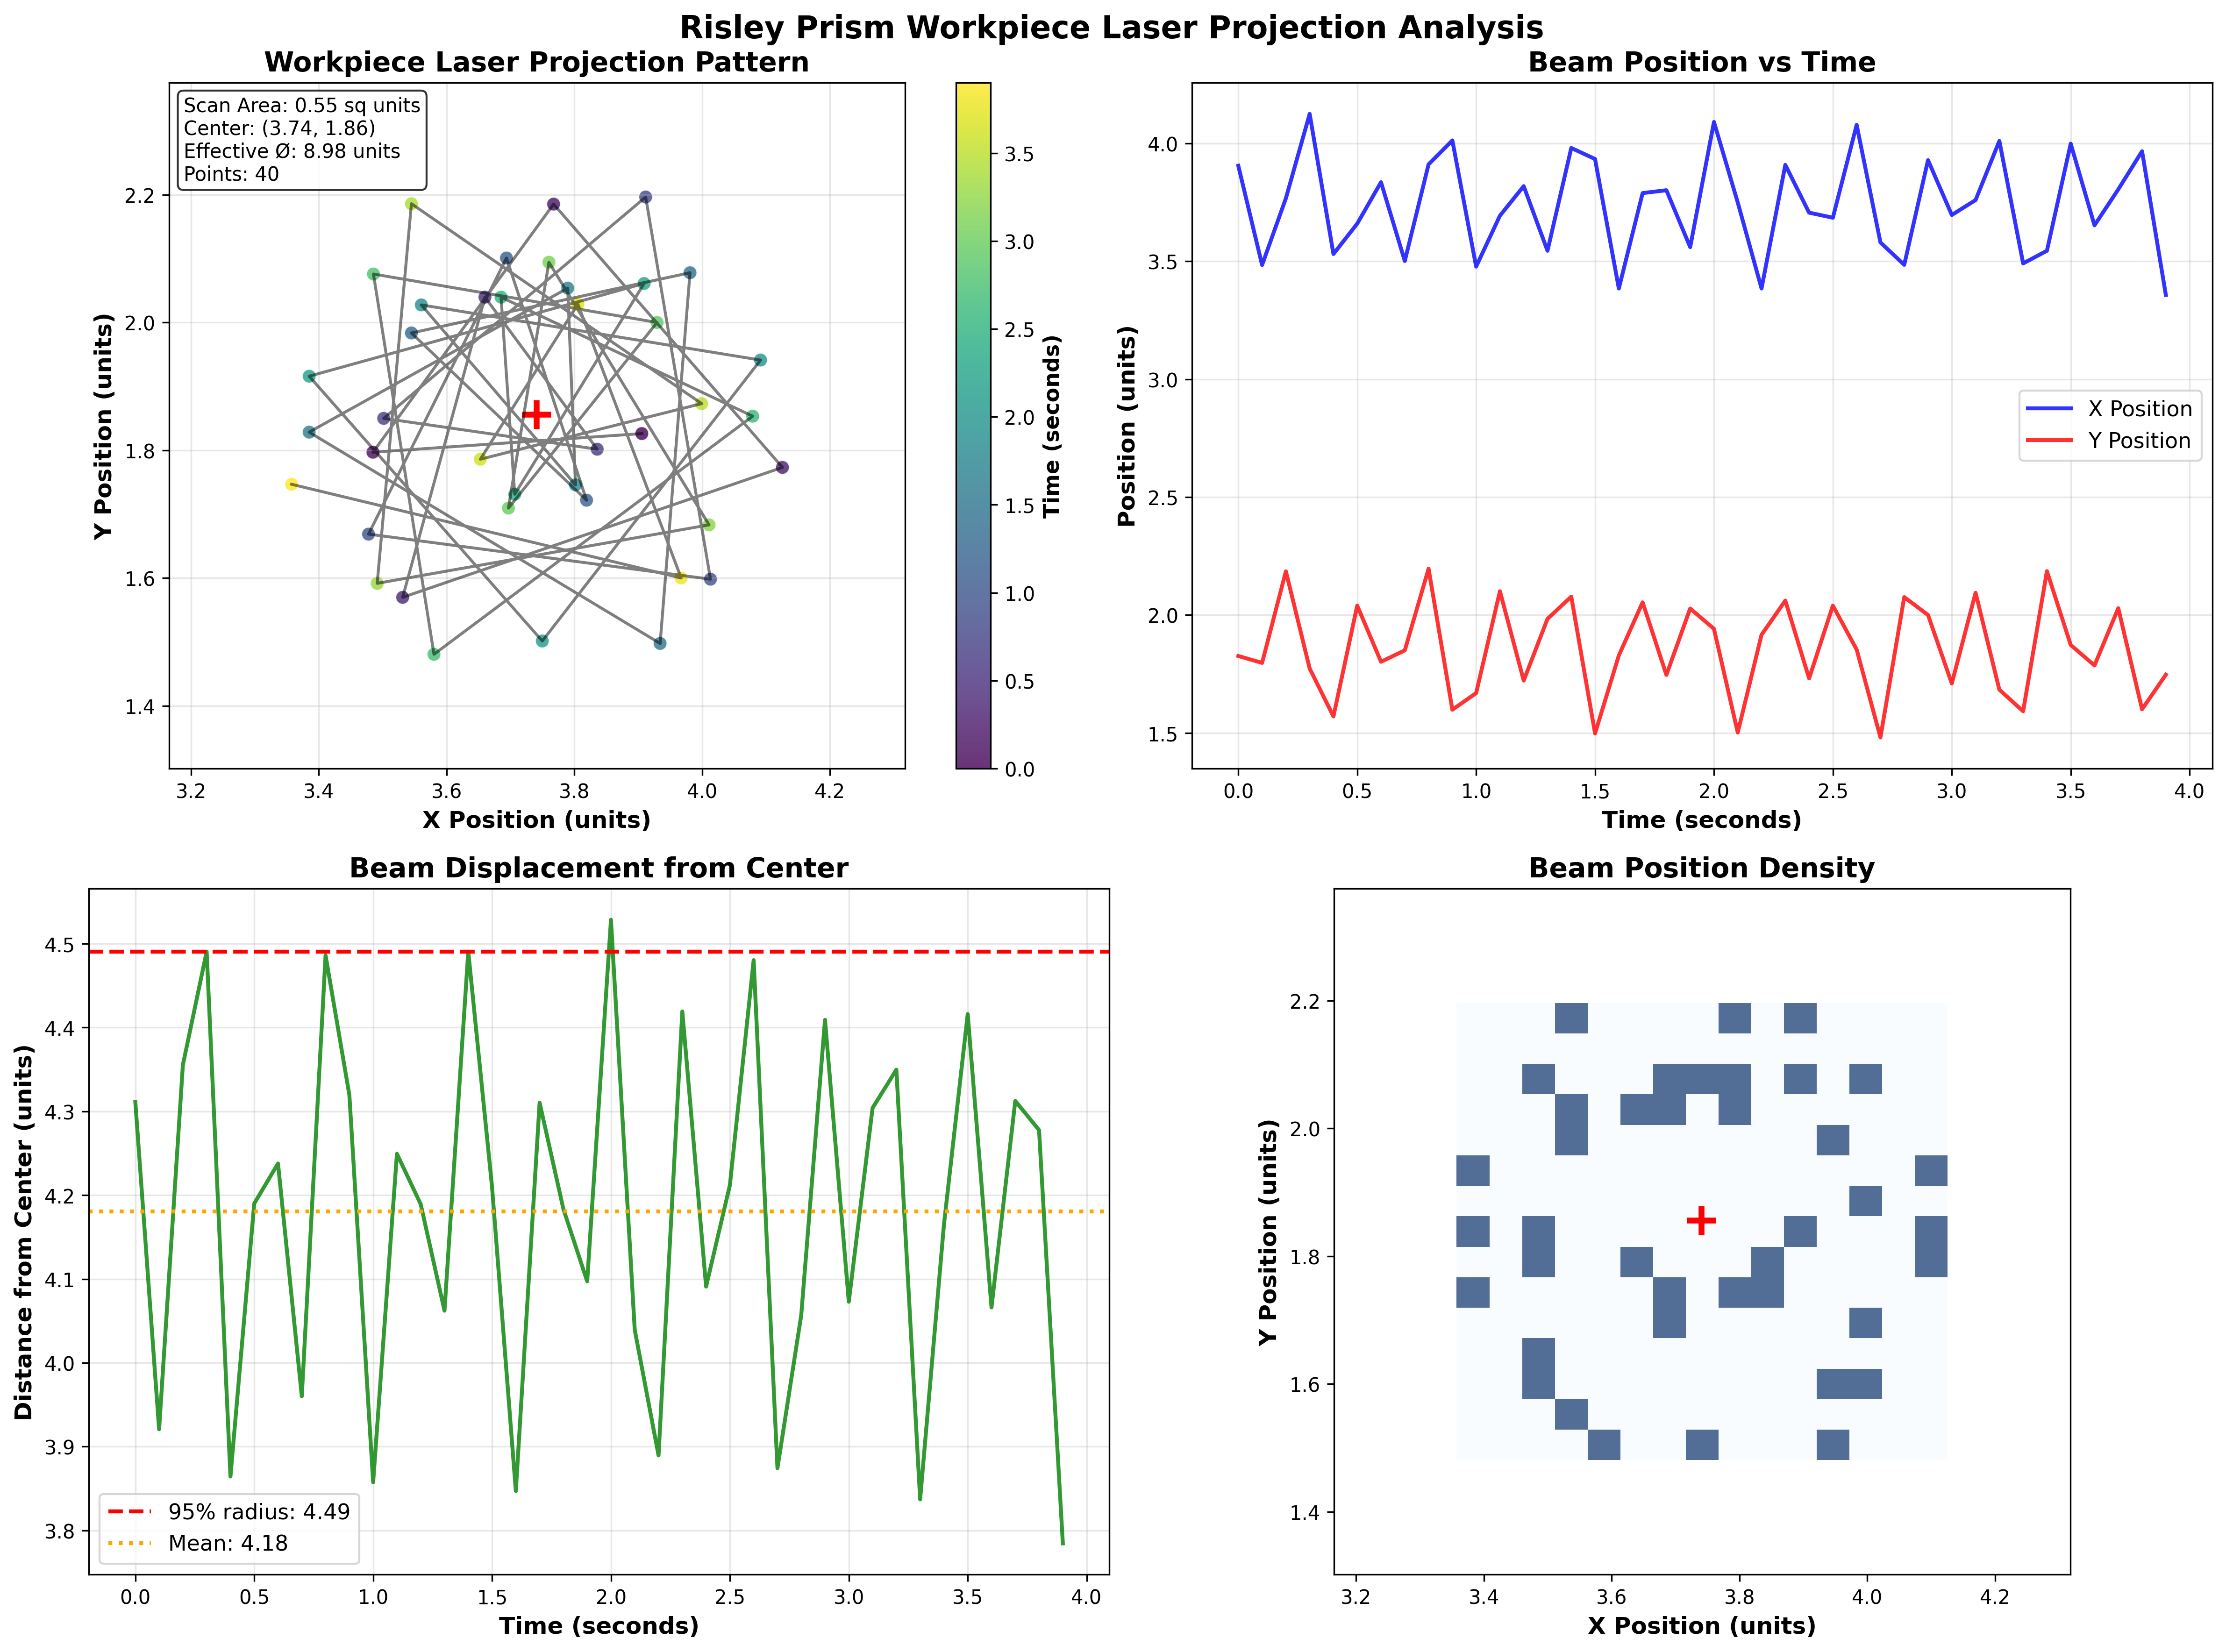 Risley Prism Workpiece Laser Projection Analysis
Workpiece Laser Projection Pattern
Scan Area: 0.55 sq units
Center: (3.74, 1.86)
Effective Ø: 8.98 units
Points: 40
Y Position (units)
2.2
2.0
1.8
1.6
1.4
3.2 3.4 3.6 3.8 4.0 4.2
X Position (units)
3.5
3.0
2.5
2.0
1.5
1.0
0.5
0.0
Time (seconds)
Beam Position vs Time
Position (units)
4.0
3.5
3.0
2.5
2.0
1.5
X Position
Y Position
0.0 0.5 1.0 1.5 2.0 2.5 3.0 3.5 4.0
Time (seconds)
Beam Displacement from Center
Distance from Center (units)
4.5
4.4
4.3
4.2
4.1
4.0
3.9
3.8
95% radius: 4.49
Mean: 4.18
0.0 0.5 1.0 1.5 2.0 2.5 3.0 3.5 4.0
Time (seconds)
Beam Position Density
Y Position (units)
2.2
2.0
1.8
1.6
1.4
3.2 3.4 3.6 3.8 4.0 4.2
X Position (units)